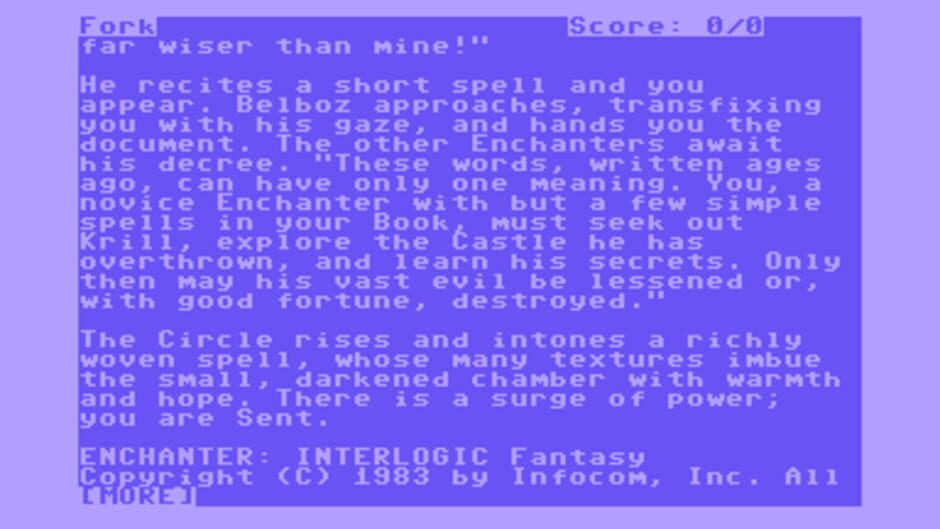 Fork Score: 0/0
far wiser than mine!"
He recites a short spell and you
appear. Belboz approaches, transfixing
you with his gaze, and hands you the
document. The other Enchanters await
his decree. "These words, written ages
ago, can have only one meaning. You, a
novice Enchanter with but a few simple
spells in your Book, must seek out
Krill, explore the Castle he has
overthrown, and learn his secrets. Only
then may his vast evil be lessened or,
with good fortune, destroyed."
The Circle rises and intones a richly
woven spell, whose many textures imbue
the small, darkened chamber with warmth
and hope. There is a surge of power;
you are Sent.
ENCHANTER: INTERLOGIC Fantasy
Copyright (C) 1983 by Infocom, Inc. All
[MORE]